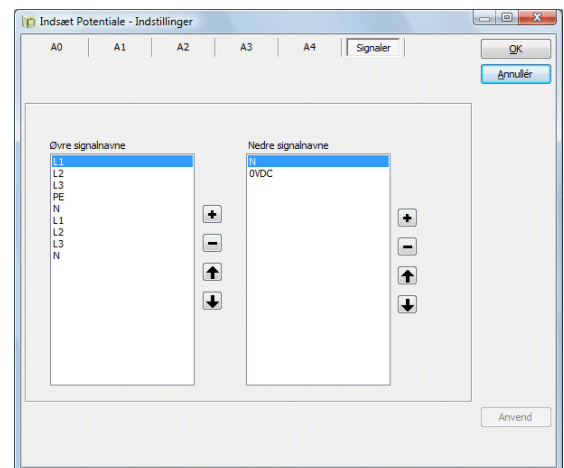 Indsæt Potentiale - Indstillinger
A0 A1 A2 A3 A4 Signaler
OK
Annullér
Øvre signalnavne
L1
L2
L3
PE
N
L1
L2
L3
N
Nedre signalnavne
N
0VDC
Anvend